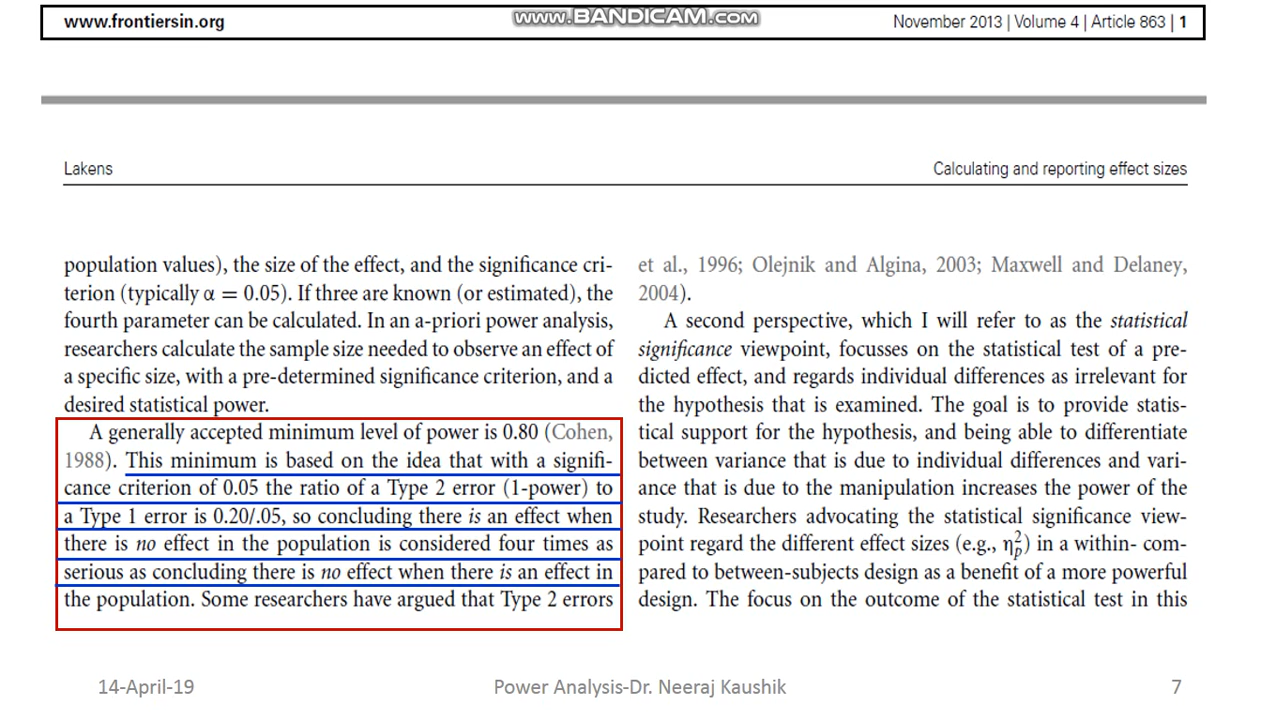 www.frontiersin.org
www.BANDICAM.com
November 2013 | Volume 4 | Article 863 | 1
Lakens
Calculating and reporting effect sizes
population values), the size of the effect, and the significance cri-
terion (typically α = 0.05). If three are known (or estimated), the
fourth parameter can be calculated. In an a-priori power analysis,
researchers calculate the sample size needed to observe an effect of
a specific size, with a pre-determined significance criterion, and a
desired statistical power.
A generally accepted minimum level of power is 0.80 (Cohen,
1988). This minimum is based on the idea that with a signifi-
cance criterion of 0.05 the ratio of a Type 2 error (1-power) to
a Type 1 error is 0.20/.05, so concluding there is an effect when
there is no effect in the population is considered four times as
serious as concluding there is no effect when there is an effect in
the population. Some researchers have argued that Type 2 errors
et al., 1996; Olejnik and Algina, 2003; Maxwell and Delaney,
2004).
A second perspective, which I will refer to as the statistical
significance viewpoint, focusses on the statistical test of a pre-
dicted effect, and regards individual differences as irrelevant for
the hypothesis that is examined. The goal is to provide statis-
tical support for the hypothesis, and being able to differentiate
between variance that is due to individual differences and vari-
ance that is due to the manipulation increases the power of the
study. Researchers advocating the statistical significance view-
point regard the different effect sizes (e.g., η²ₚ) in a within- com-
pared to between-subjects design as a benefit of a more powerful
design. The focus on the outcome of the statistical test in this
14-April-19
Power Analysis-Dr. Neeraj Kaushik
7